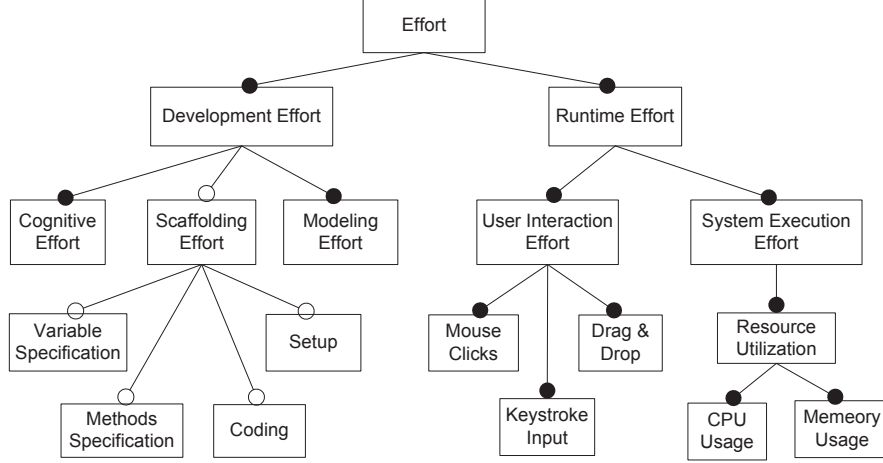 Effort
Development Effort
Runtime Effort
Cognitive
Effort
Scaffolding
Effort
Modeling
Effort
User Interaction
Effort
System Execution
Effort
Variable
Specification
Setup
Mouse
Clicks
Drag &
Drop
Resource
Utilization
Methods
Specification
Coding
Keystroke
Input
CPU
Usage
Memeory
Usage